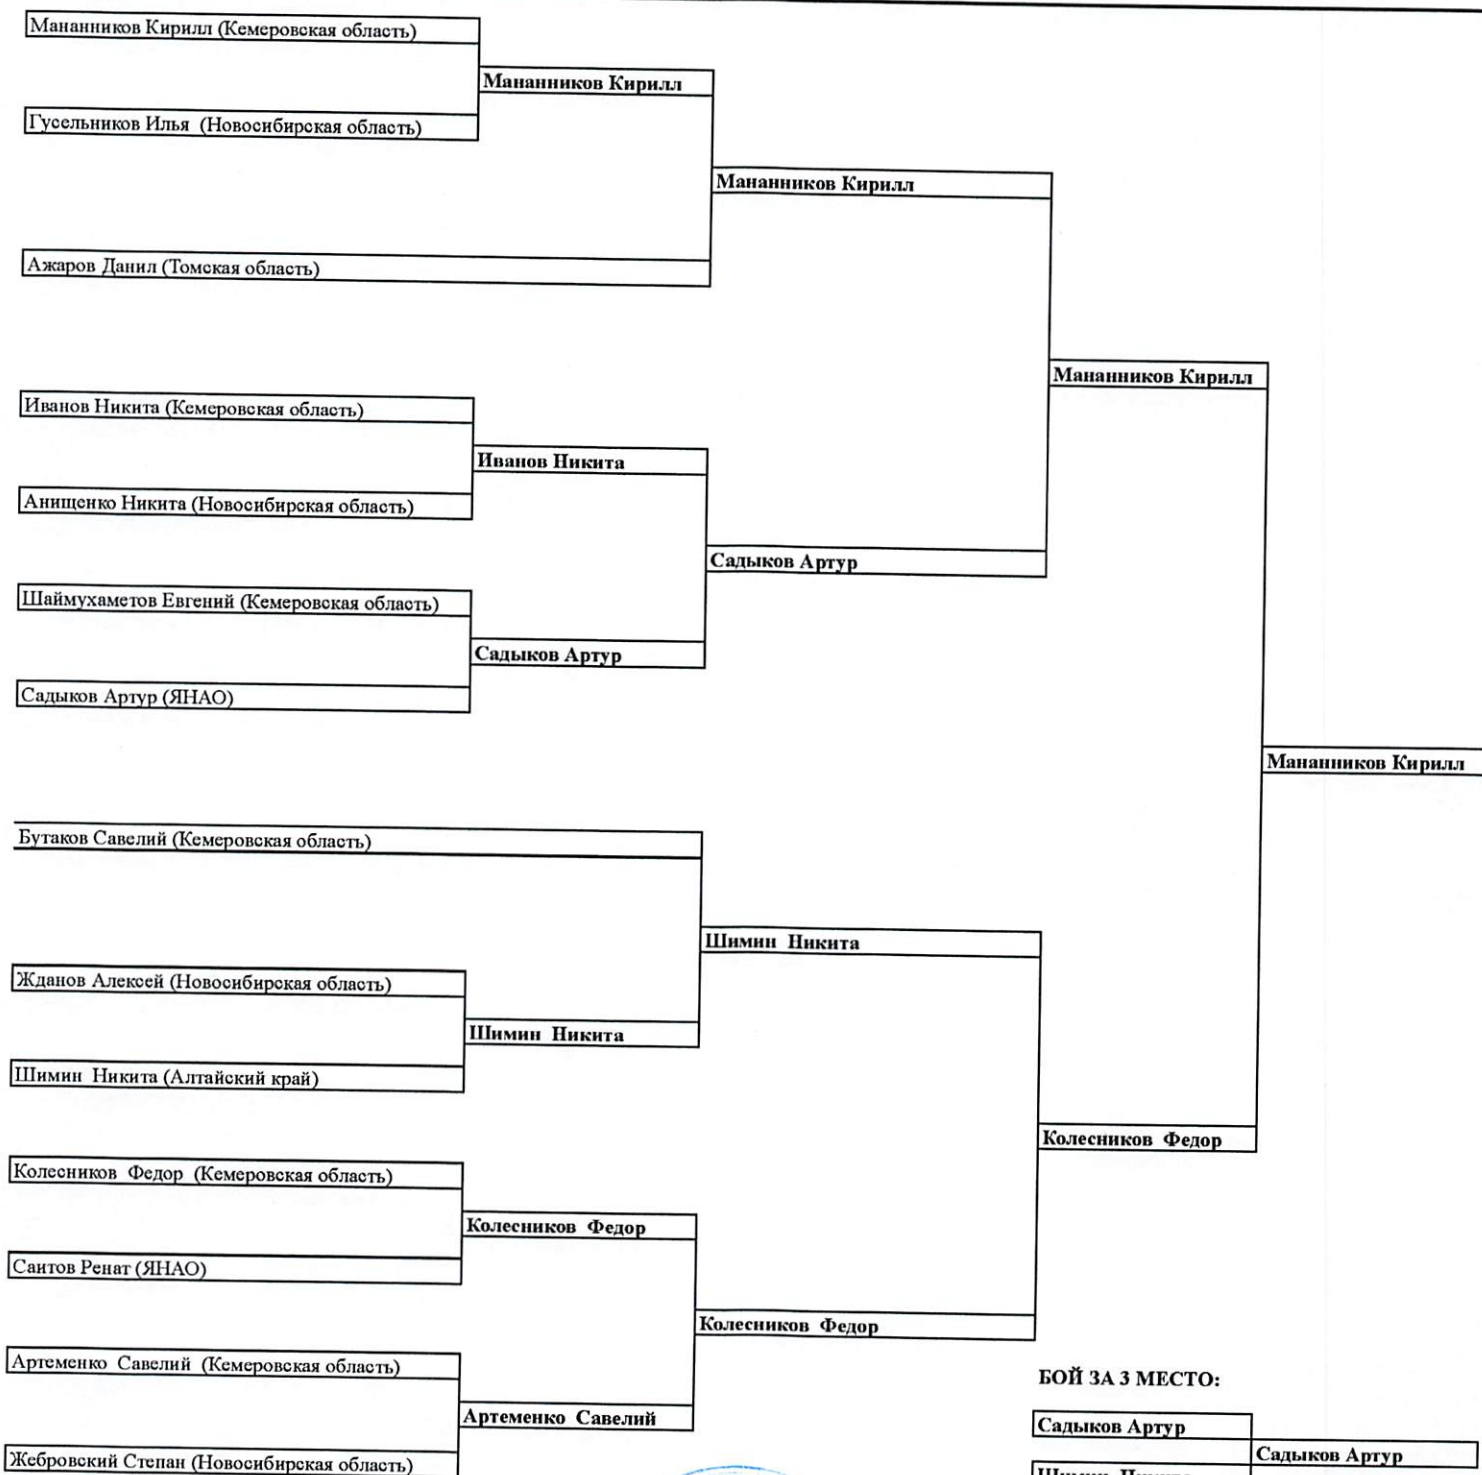 Мананников Кирилл (Кемеровская область)
Мананников Кирилл
Гусельников Илья (Новосибирская область)
Мананников Кирилл
Ажаров Данил (Томская область)
Мананников Кирилл
Иванов Никита (Кемеровская область)
Иванов Никита
Анищенко Никита (Новосибирская область)
Садыков Артур
Шаймухаметов Евгений (Кемеровская область)
Садыков Артур
Садыков Артур (ЯНАО)
Мананников Кирилл
Бутаков Савелий (Кемеровская область)
Шимин Никита
Жданов Алексей (Новосибирская область)
Шимин Никита
Шимин Никита (Алтайский край)
Колесников Федор
Колесников Федор (Кемеровская область)
Колесников Федор
Саитов Ренат (ЯНАО)
Колесников Федор
Артеменко Савелий (Кемеровская область)
БОЙ ЗА 3 МЕСТО:
Артеменко Савелий
Садыков Артур
Садыков Артур
Жебровский Степан (Новосибирская область)
Шимин Никита